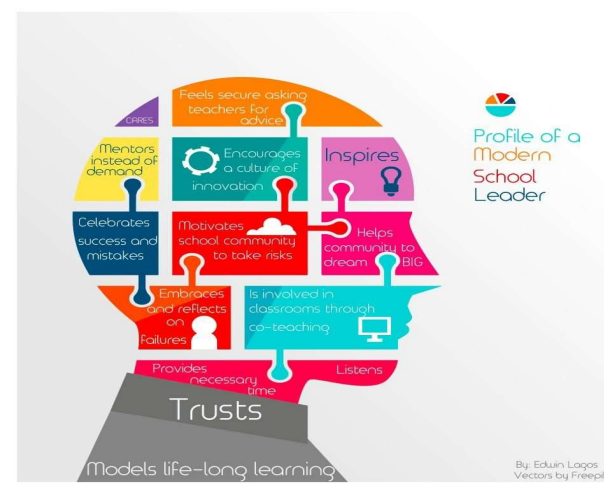 Feels secure asking
teachers for
advice
CARES
Profile of a
Modern
School
Leader
Mentors
instead of
demand
Encourages
a culture of
innovation
Inspires
Celebrates
success and
mistakes
Motivates
school community
to take risks
Helps
community to
dream BIG
Embraces
and reflects
on
failures
Is involved in
classrooms through
co-teaching
Provides
necessary
time
Listens
Trusts
Models life-long learning
By: Edwin Lagos
Vectors by Freepi